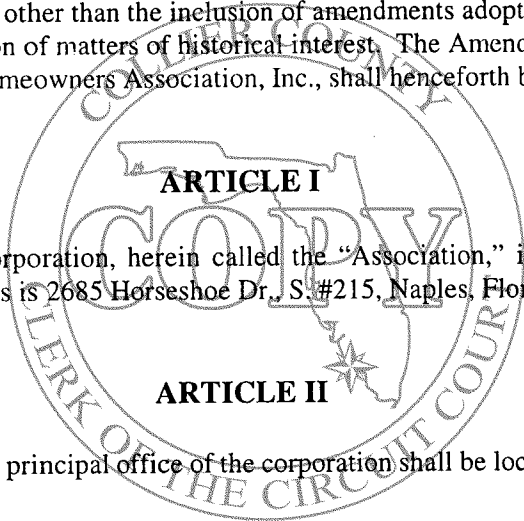 other than the inclusion of amendments adopt
on of matters of historical interest. The Amend
meowners Association, Inc., shall henceforth b
COLLIER COUNTY
ARTICLE I
COPY
rporation, herein called the "Association," i
s is 2685 Horseshoe Dr., S. #215, Naples, Flor
ARTICLE II
principal office of the corporation shall be loc
CLERK OF THE CIRCUIT COURT